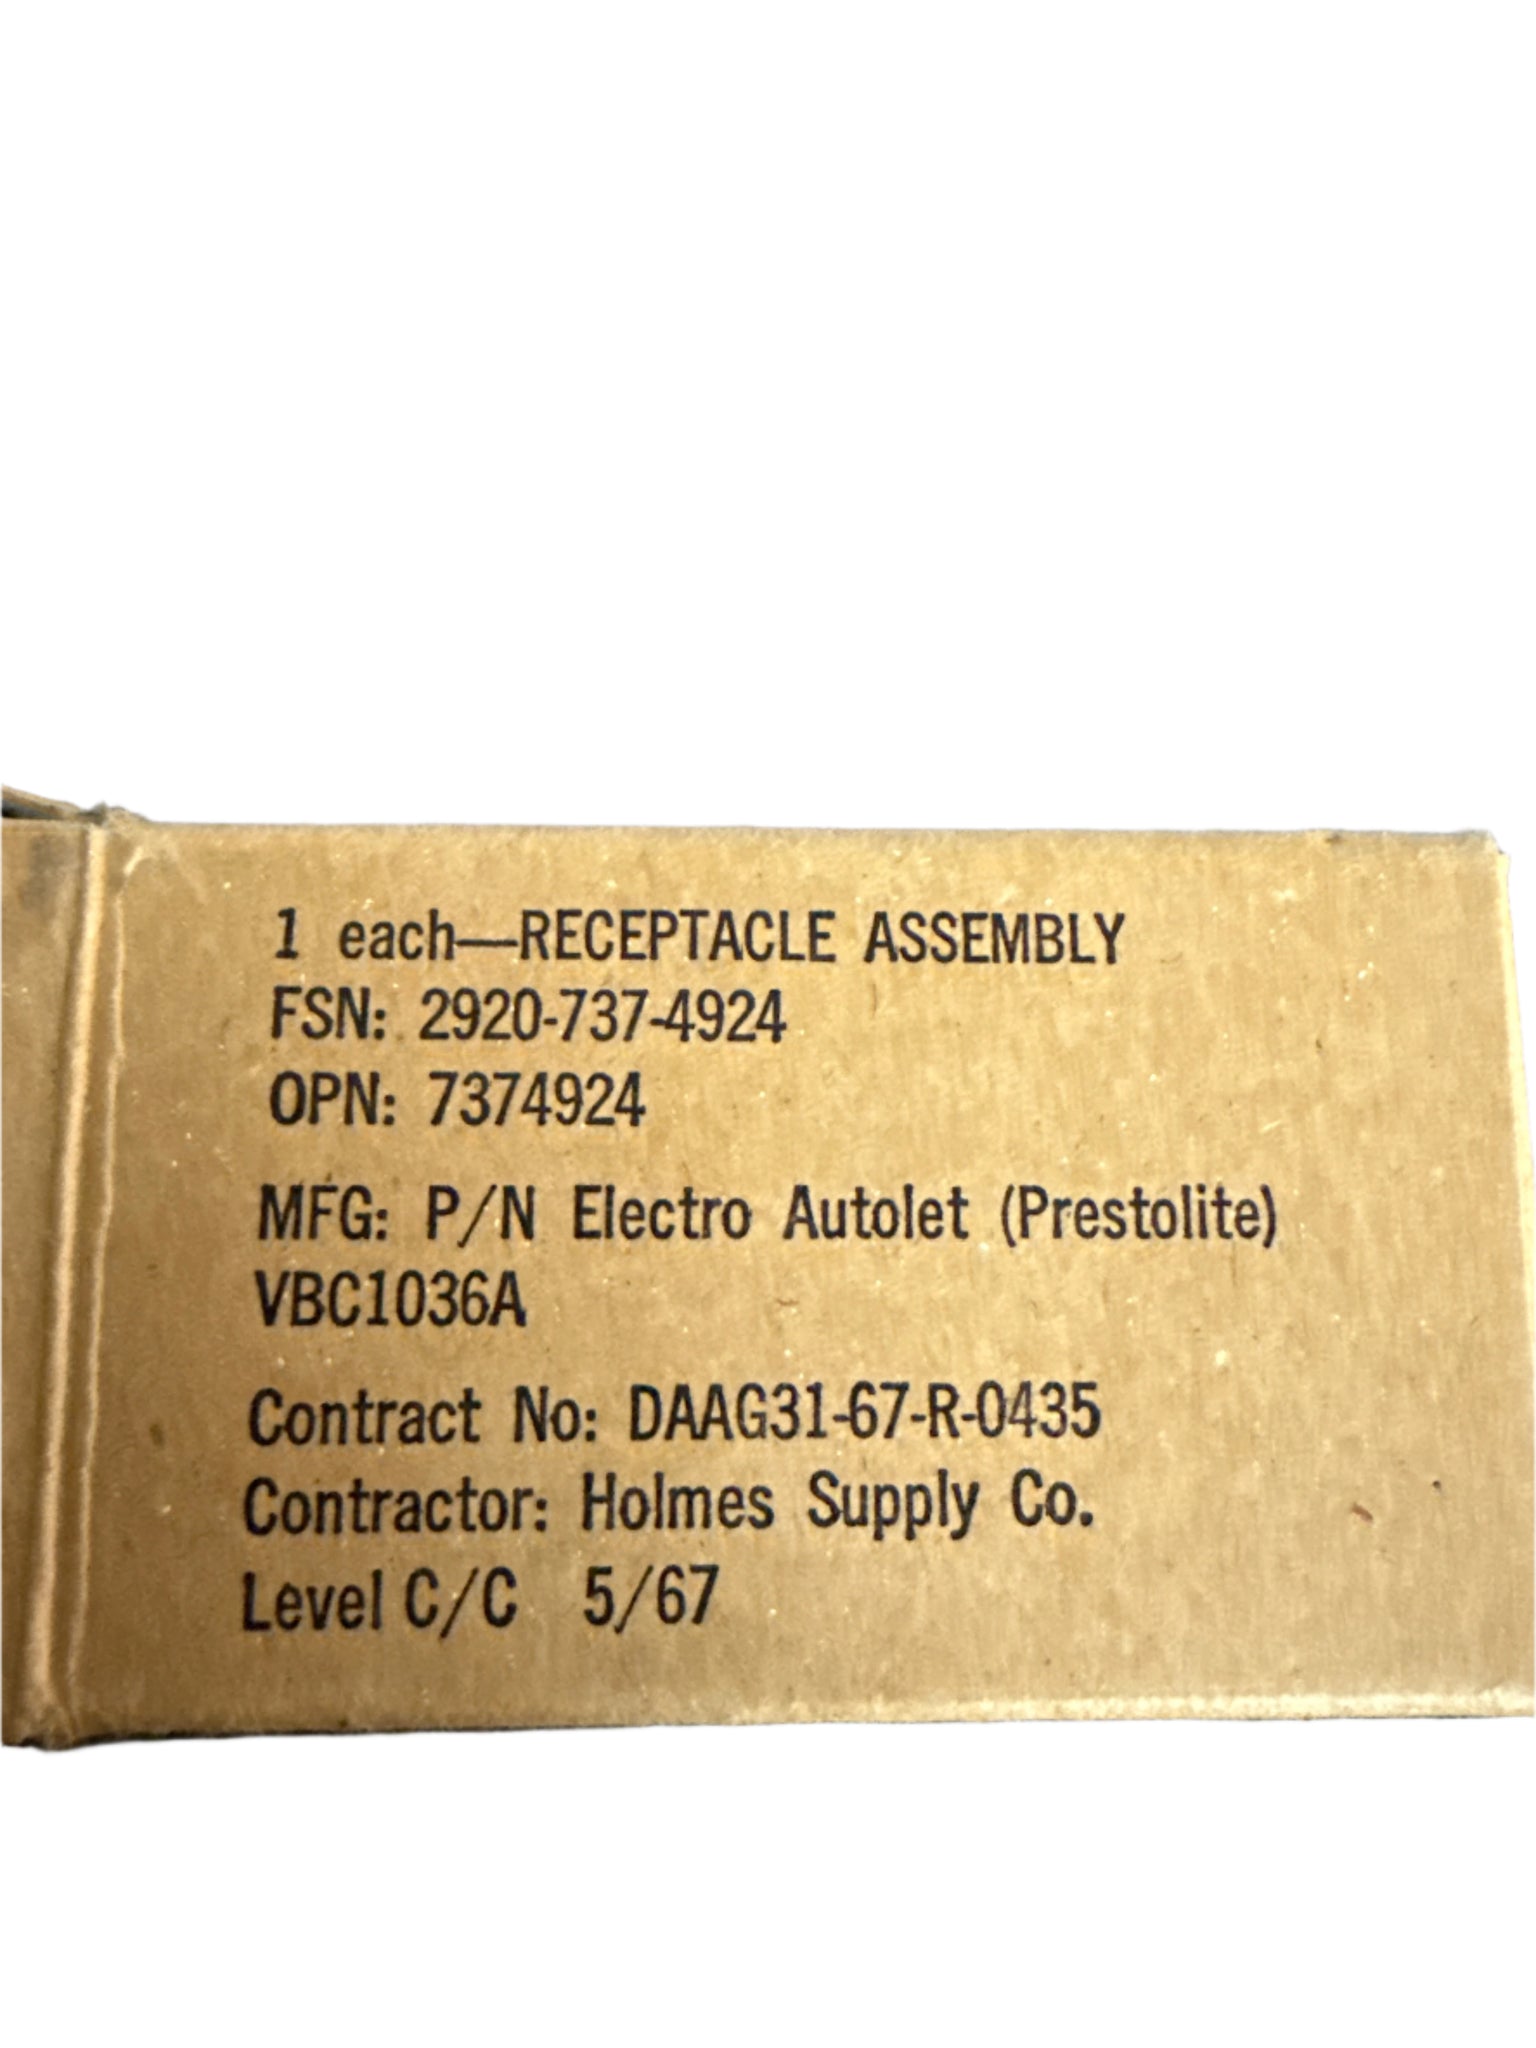 1 each—RECEPTACLE ASSEMBLY
FSN: 2920-737-4924
OPN: 7374924
MFG: P/N Electro Autolet (Prestolite)
VBC1036A
Contract No: DAAG31-67-R-0435
Contractor: Holmes Supply Co.
Level C/C 5/67